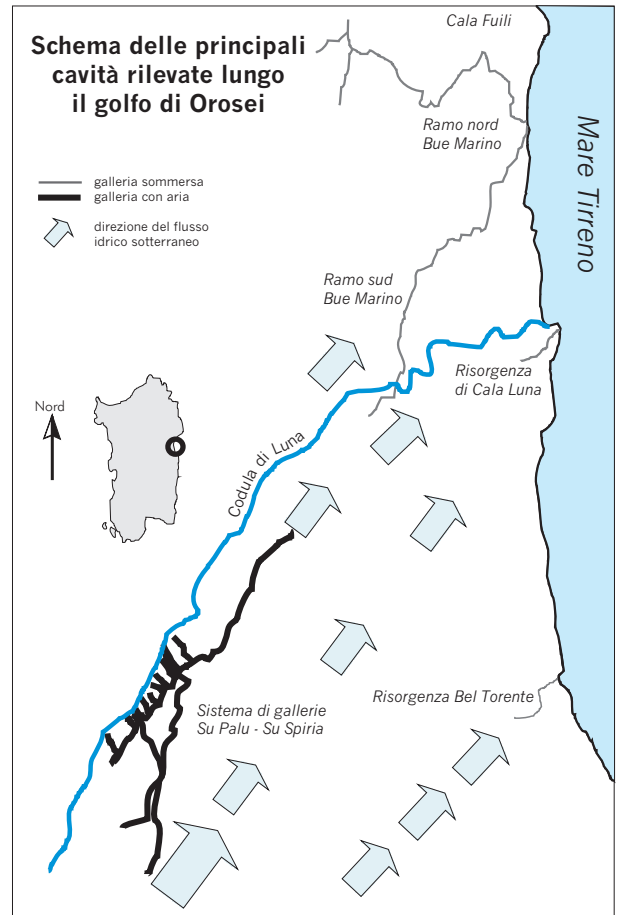 Schema delle principali
cavità rilevate lungo
il golfo di Orosei
Cala Fuili
Mare Tirreno
Ramo nord
Bue Marino
galleria sommersa
galleria con aria
direzione del flusso
idrico sotterraneo
Ramo sud
Bue Marino
Risorgenza
di Cala Luna
Nord
Codula di Luna
Risorgenza Bel Torente
Sistema di gallerie
Su Palu - Su Spiria